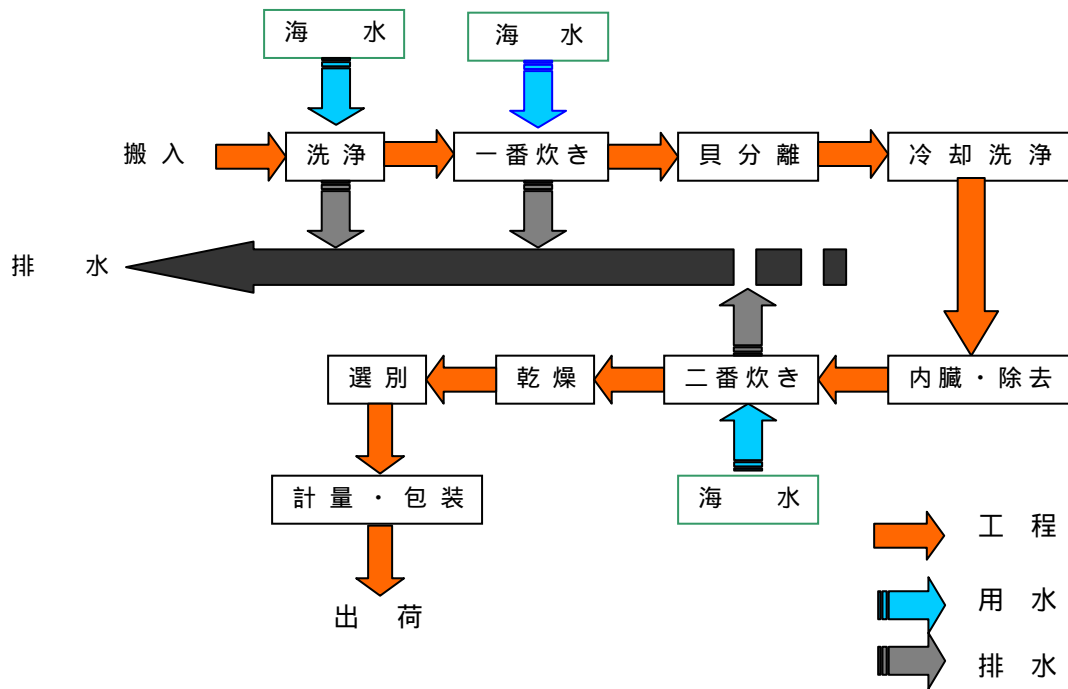 海 水
海 水
搬 入
洗 浄
一番炊き
貝 分 離
冷 却 洗 浄
排 水
選 別
乾 燥
二番炊き
内臓・除去
計 量 ・ 包 装
海 水
工 程
出 荷
用 水
排 水